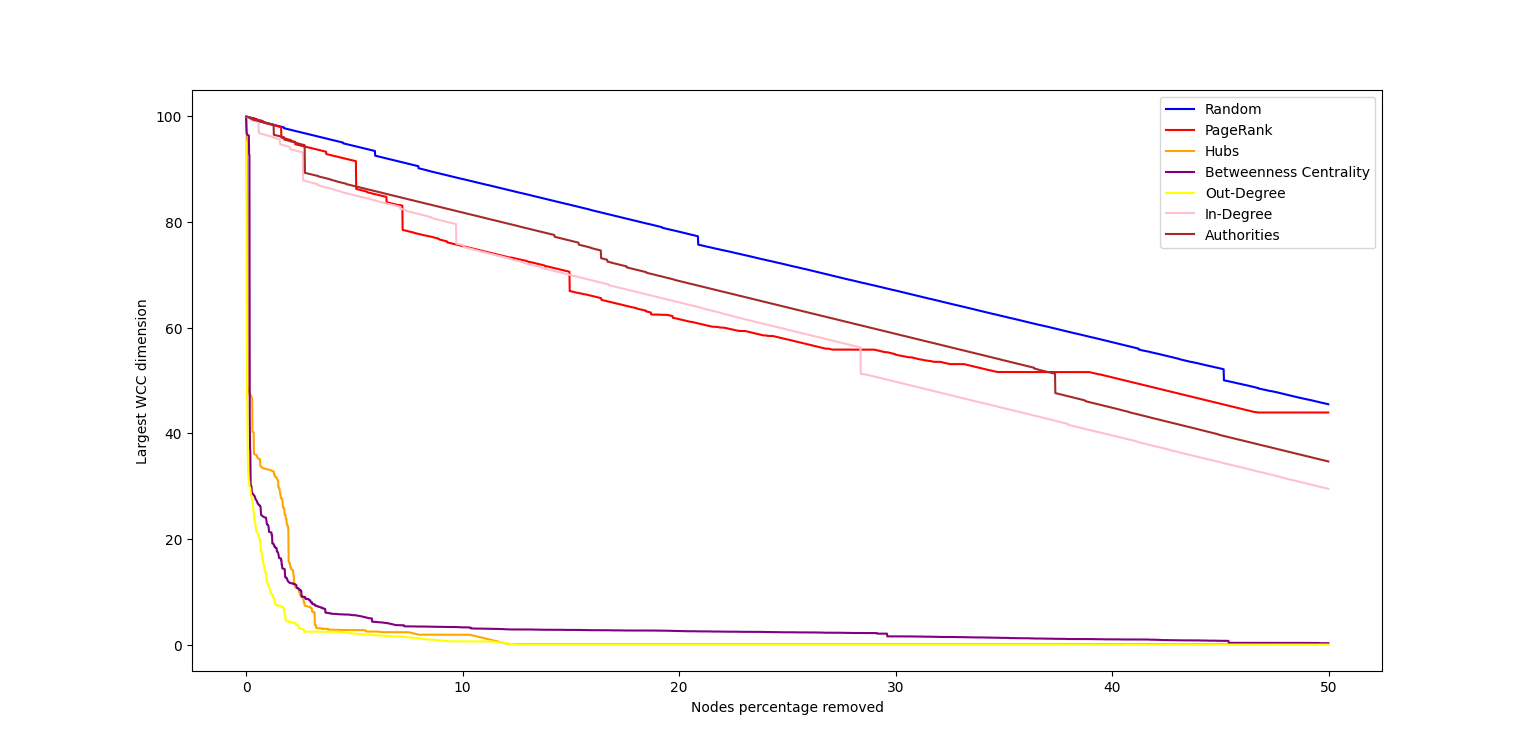 100
80
60
40
20
0
Largest WCC dimension
0 10 20 30 40 50
Nodes percentage removed
Random
PageRank
Hubs
Betweenness Centrality
Out-Degree
In-Degree
Authorities